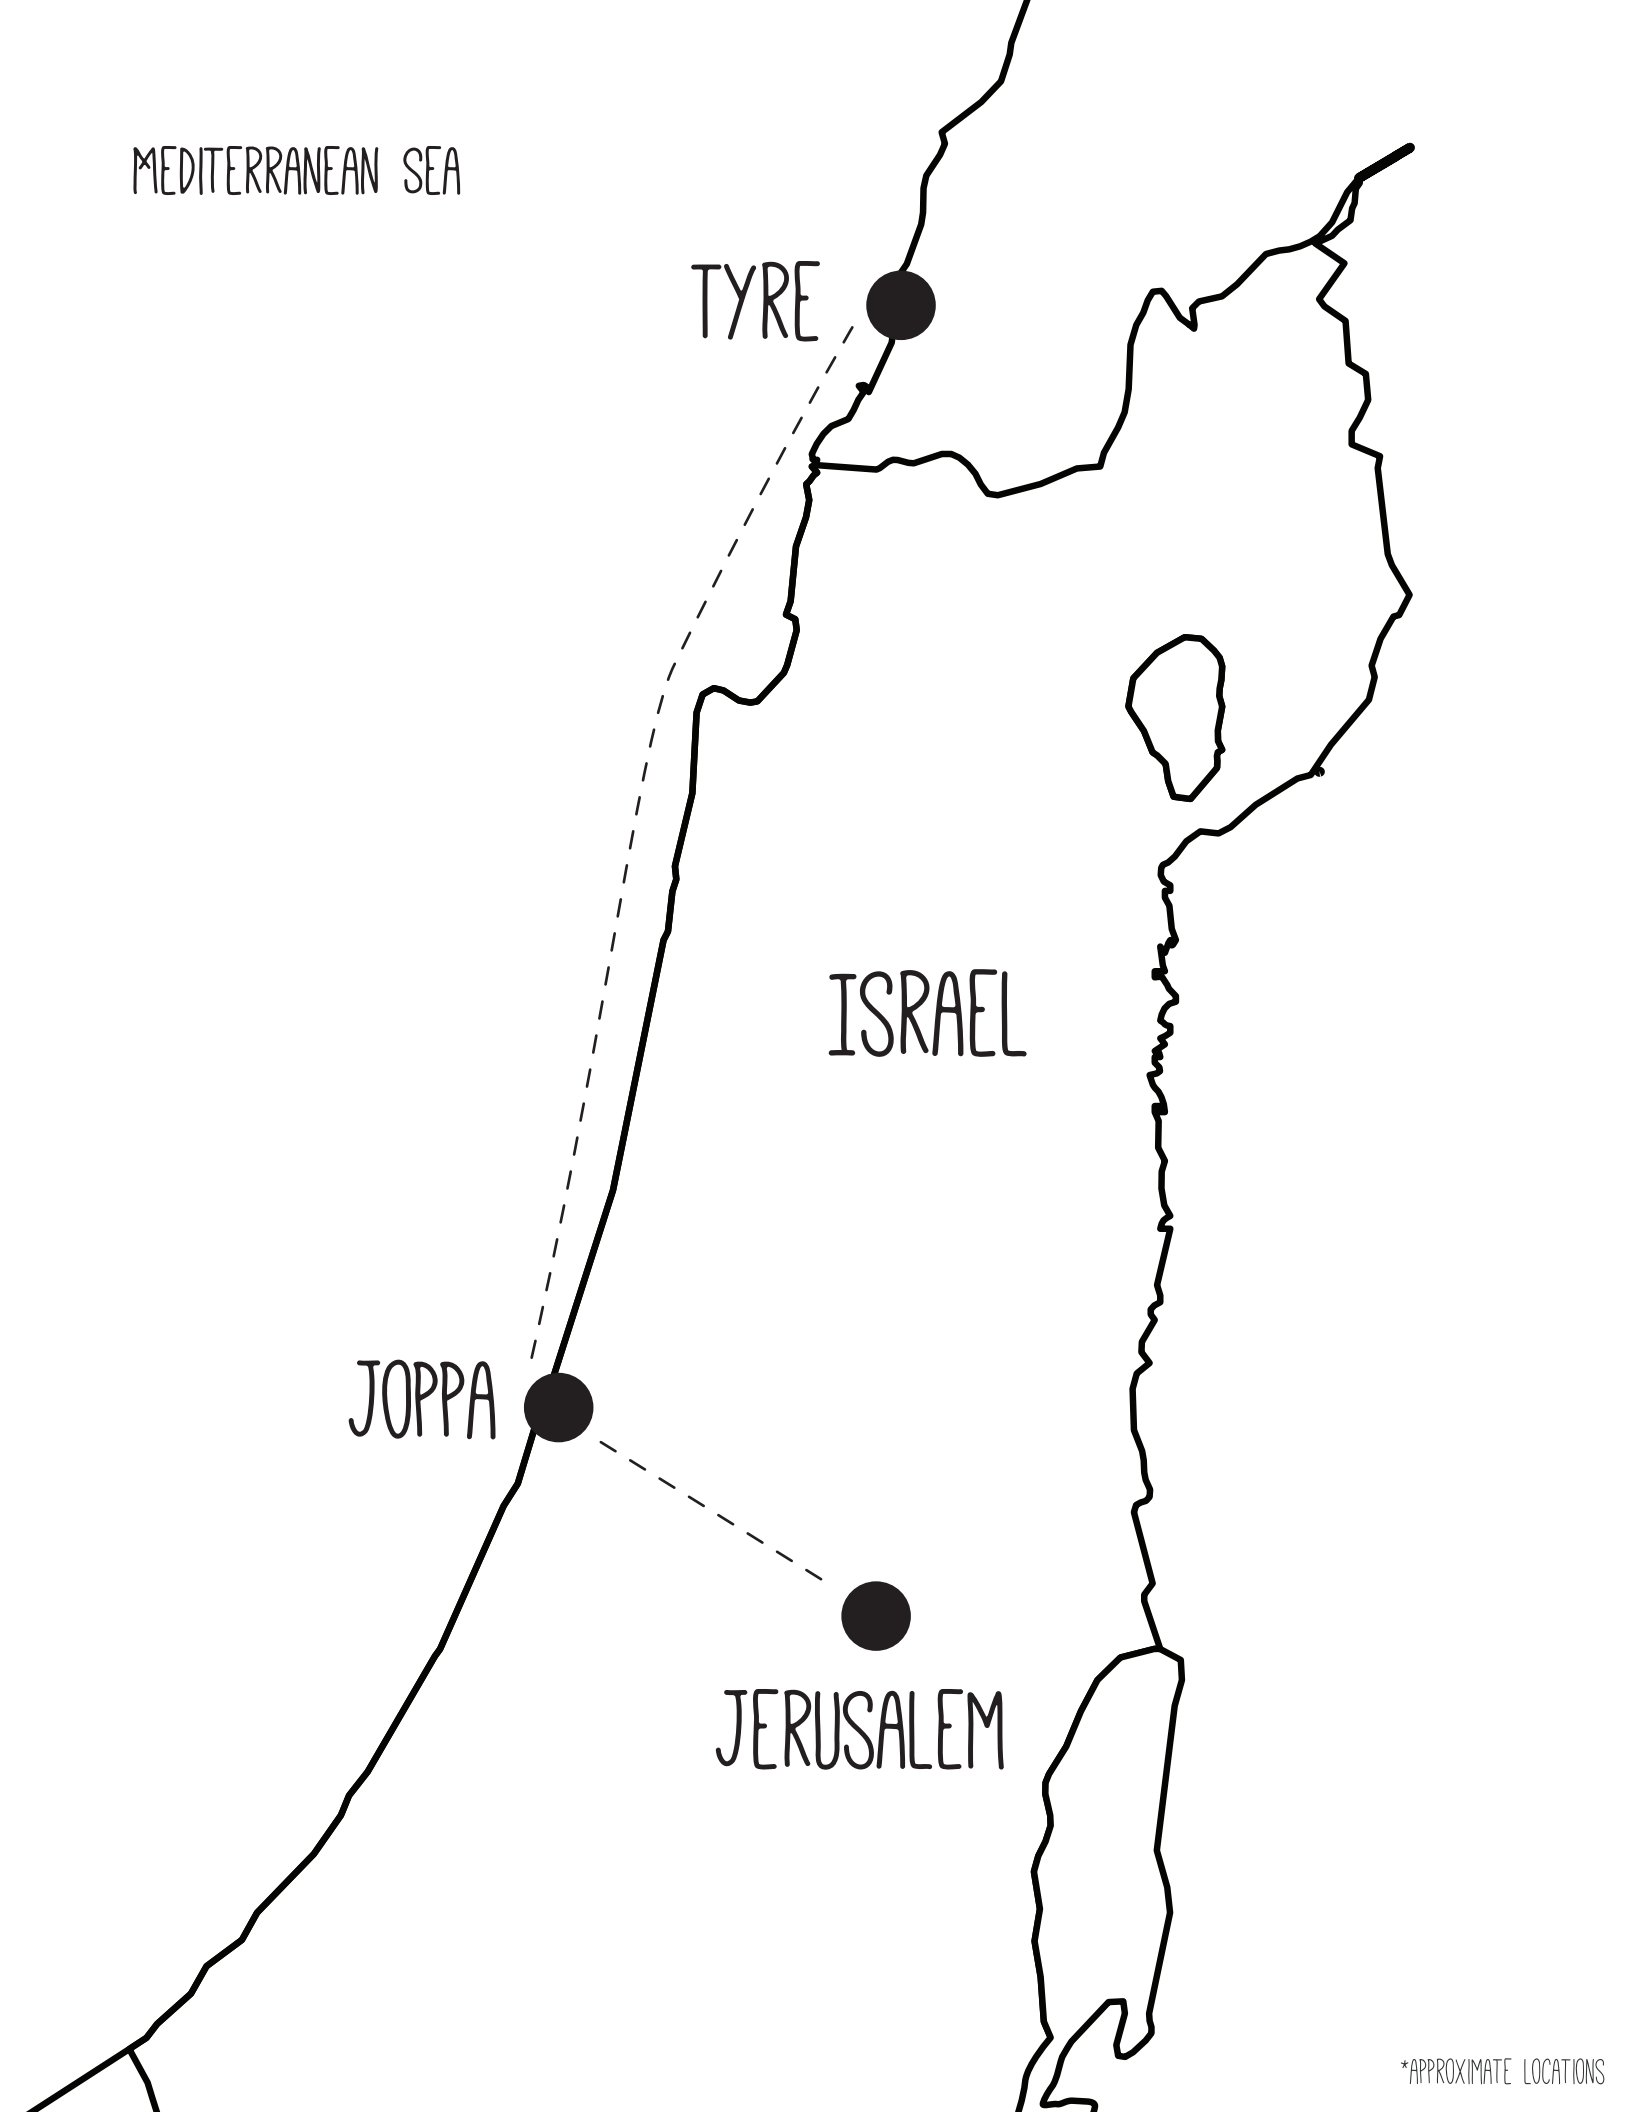 MEDITERRANEAN SEA
TYRE
ISRAEL
JOPPA
JERUSALEM
*APPROXIMATE LOCATIONS